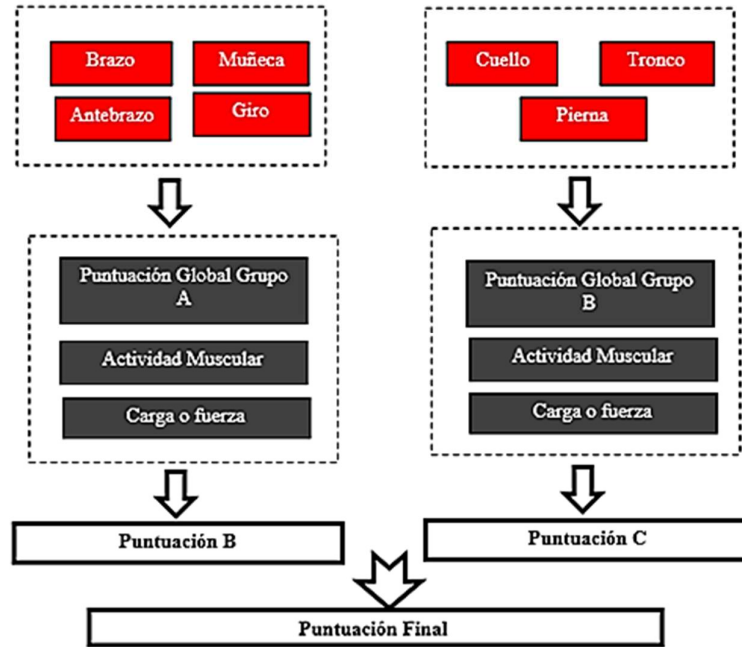 Brazo
Muñeca
Antebrazo
Giro
Cuello
Tronco
Pierna
Puntuación Global Grupo
A
Actividad Muscular
Carga o fuerza
Puntuación Global Grupo
B
Actividad Muscular
Carga o fuerza
Puntuación B
Puntuación C
Puntuación Final